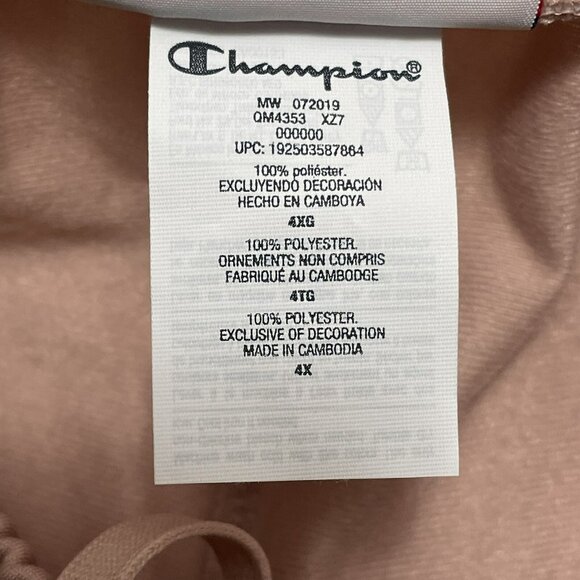 Champion®
MW 072019
QM4353 XZ7
000000
UPC: 192503587864
100% poliéster.
EXCLUYENDO DECORACIÓN
HECHO EN CAMBOYA
4XG
100% POLYESTER.
ORNEMENTS NON COMPRIS
FABRIQUÉ AU CAMBODGE
4TG
100% POLYESTER.
EXCLUSIVE OF DECORATION
MADE IN CAMBODIA
4X